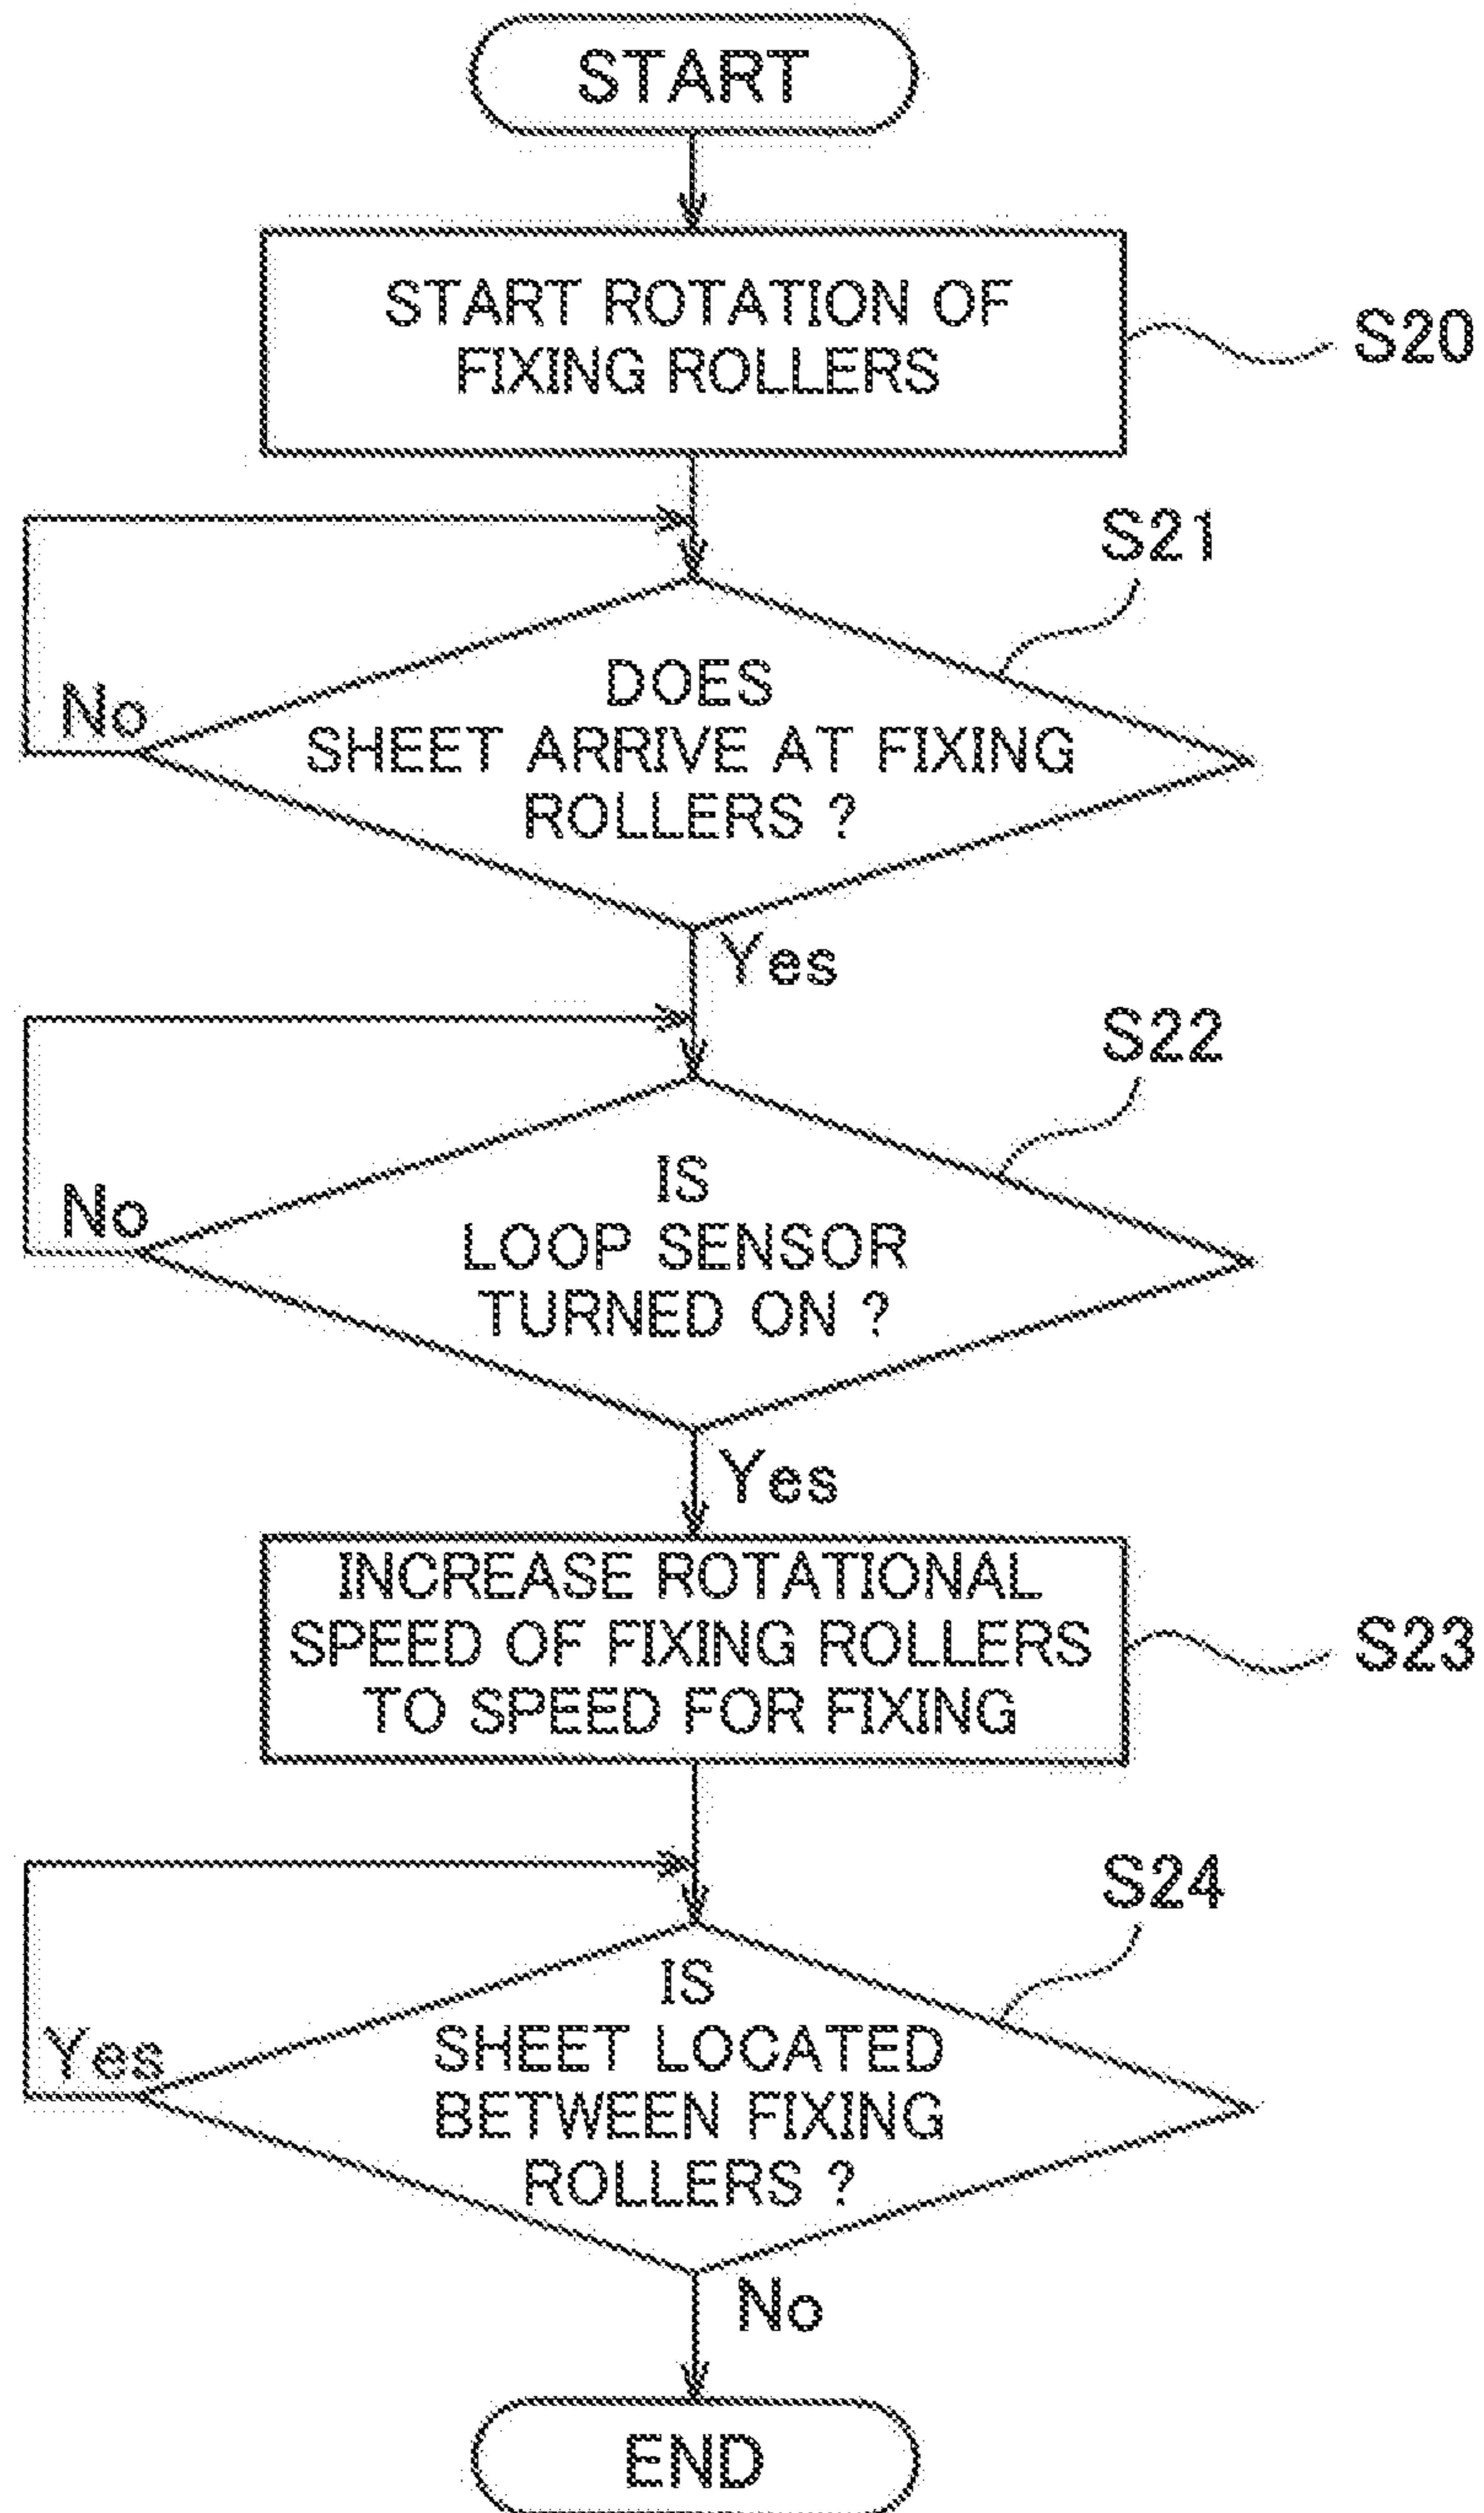 START
START ROTATION OF
FIXING ROLLERS
S20
S21
DOES
SHEET ARRIVE AT FIXING
ROLLERS ?
No
Yes
S22
IS
LOOP SENSOR
TURNED ON ?
No
Yes
INCREASE ROTATIONAL
SPEED OF FIXING ROLLERS
TO SPEED FOR FIXING
S23
S24
IS
SHEET LOCATED
BETWEEN FIXING
ROLLERS ?
Yes
No
END